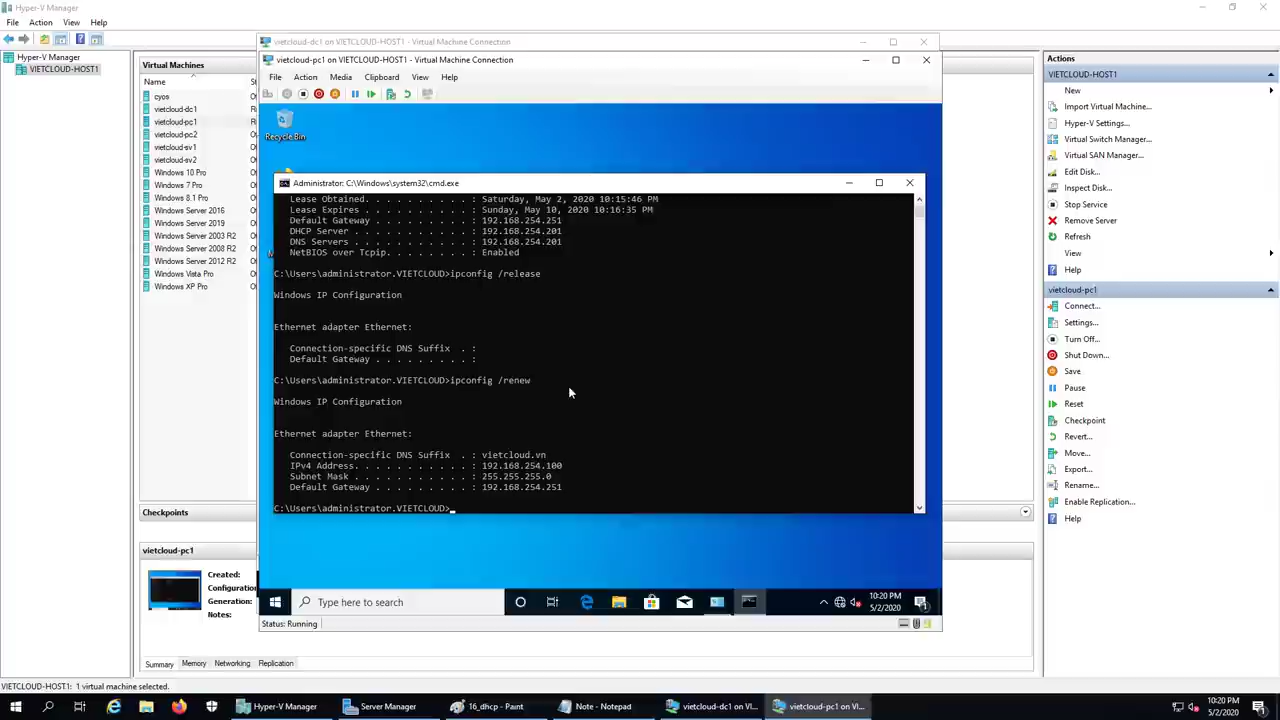 Hyper-V Manager
File Action View Help
Hyper-V Manager
VIETCLOUD-HOST1
Virtual Machines
Name
cyos
vietcloud-dc1
vietcloud-pc1
vietcloud-pc2
vietcloud-sv1
vietcloud-sv2
Windows 10 Pro
Windows 7 Pro
Windows 8.1 Pro
Windows Server 2016
Windows Server 2019
Windows Server 2003 R2
Windows Server 2008 R2
Windows Server 2012 R2
Windows Vista Pro
Windows XP Pro
Checkpoints
vietcloud-pc1
Created:
Generation:
Notes:
Summary Memory Networking Replication
VIETCLOUD-HOST1: 1 virtual machine selected.
vietcloud-dc1 on VIETCLOUD-HOST1 - Virtual Machine Connection
vietcloud-pc1 on VIETCLOUD-HOST1 - Virtual Machine Connection
File Action Media Clipboard View Help
Recycle Bin
Administrator: C:\Windows\system32\cmd.exe
Lease Obtained. . . . . . . . . . : Saturday, May 2, 2020 10:15:46 PM
Lease Expires . . . . . . . . . . : Sunday, May 10, 2020 10:16:35 PM
Default Gateway . . . . . . . . . : 192.168.254.251
DHCP Server . . . . . . . . . . . : 192.168.254.201
DNS Servers . . . . . . . . . . . : 192.168.254.201
NetBIOS over Tcpip. . . . . . . . : Enabled
C:\Users\administrator.VIETCLOUD>ipconfig /release
Windows IP Configuration
Ethernet adapter Ethernet:
Connection-specific DNS Suffix . :
Default Gateway . . . . . . . . . :
C:\Users\administrator.VIETCLOUD>ipconfig /renew
Windows IP Configuration
Ethernet adapter Ethernet:
Connection-specific DNS Suffix . : vietcloud.vn
IPv4 Address. . . . . . . . . . . : 192.168.254.100
Subnet Mask . . . . . . . . . . . : 255.255.255.0
Default Gateway . . . . . . . . . : 192.168.254.251
C:\Users\administrator.VIETCLOUD>
Type here to search
10:20 PM
5/2/2020
Status: Running
Actions
VIETCLOUD-HOST1
New
Import Virtual Machine...
Hyper-V Settings...
Virtual Switch Manager...
Virtual SAN Manager...
Edit Disk...
Inspect Disk...
Stop Service
Remove Server
Refresh
View
Help
vietcloud-pc1
Connect...
Settings...
Turn Off...
Shut Down...
Save
Pause
Reset
Checkpoint
Revert...
Move...
Export...
Rename...
Enable Replication...
Help
Hyper-V Manager
Server Manager
16_dhcp - Paint
Note - Notepad
vietcloud-dc1 on VI...
vietcloud-pc1 on VI...
10:20 PM
5/2/2020